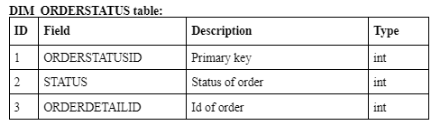 DIM_ORDERSTATUS table:
ID Field Description Type
1 ORDERSTATUSID Primary key int
2 STATUS Status of order int
3 ORDERDETAILID Id of order int